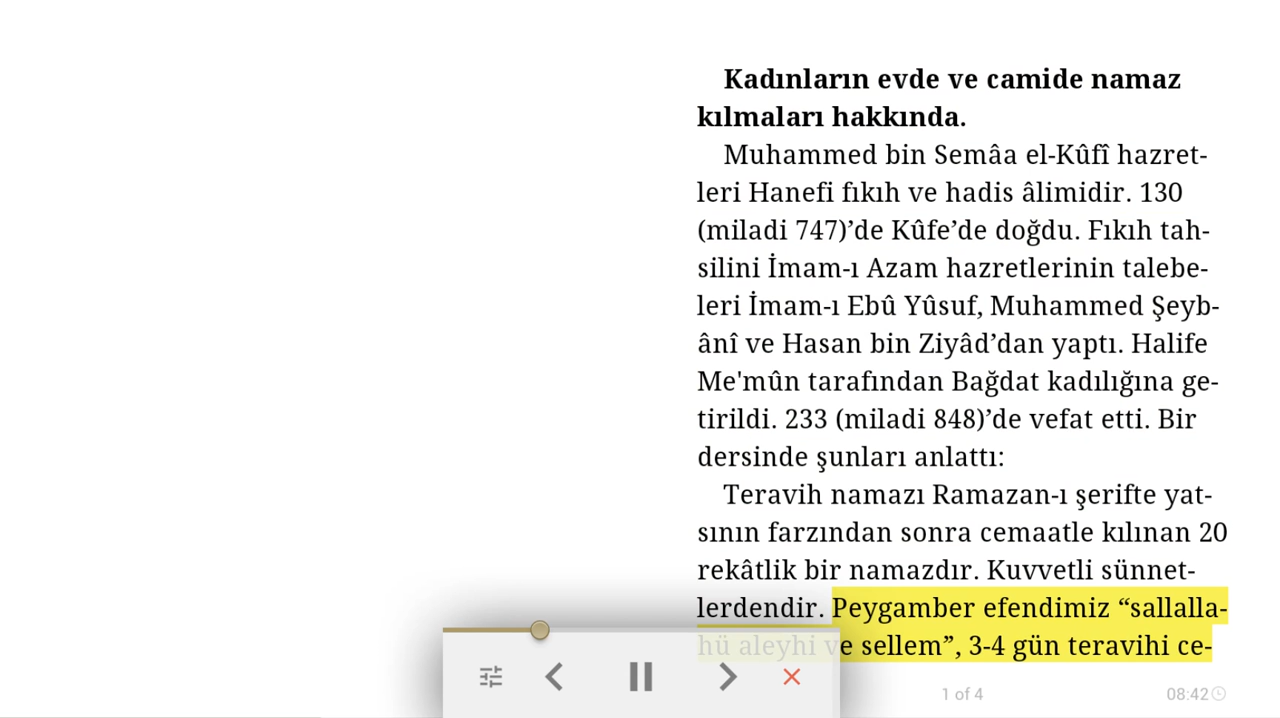 Kadınların evde ve camide namaz
kılmaları hakkında.
Muhammed bin Semâa el-Kûfî hazret-
leri Hanefi fıkıh ve hadis âlimidir. 130
(miladi 747)’de Kûfe’de doğdu. Fıkıh tah-
silini İmam-ı Azam hazretlerinin talebe-
leri İmam-ı Ebû Yûsuf, Muhammed Şeyb-
ânî ve Hasan bin Ziyâd’dan yaptı. Halife
Me'mûn tarafından Bağdat kadılığına ge-
tirildi. 233 (miladi 848)’de vefat etti. Bir
dersinde şunları anlattı:
Teravih namazı Ramazan-ı şerifte yat-
sının farzından sonra cemaatle kılınan 20
rekâtlik bir namazdır. Kuvvetli sünnet-
lerdendir. Peygamber efendimiz “sallalla-
hü aleyhi ve sellem”, 3-4 gün teravihi ce-
1 of 4
08:42